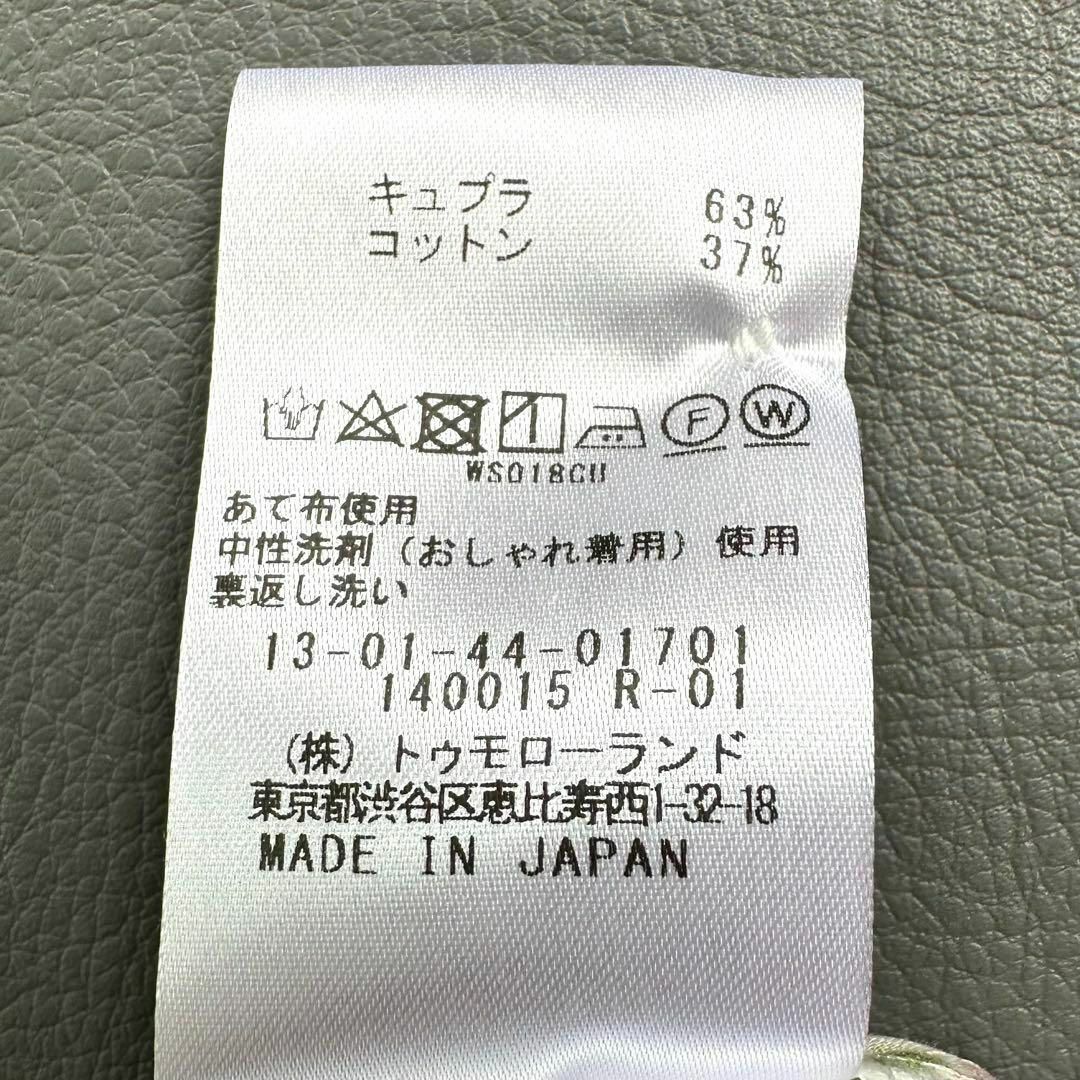 キュプラ 63%
コットン 37%
F W
WS018CU
あて布使用
中性洗剤(おしゃれ着用)使用
裏返し洗い
13-01-44-01701
140015 R-01
(株)トゥモローランド
東京都渋谷区恵比寿西1-32-18
MADE IN JAPAN